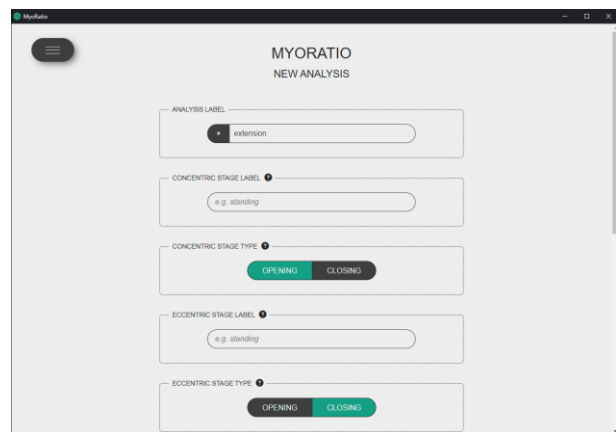 MyoRatio
MYORATIO
NEW ANALYSIS
ANALYSIS LABEL
* extension
CONCENTRIC STAGE LABEL ?
e.g. standing
CONCENTRIC STAGE TYPE ?
OPENING CLOSING
ECCENTRIC STAGE LABEL ?
e.g. standing
ECCENTRIC STAGE TYPE ?
OPENING CLOSING